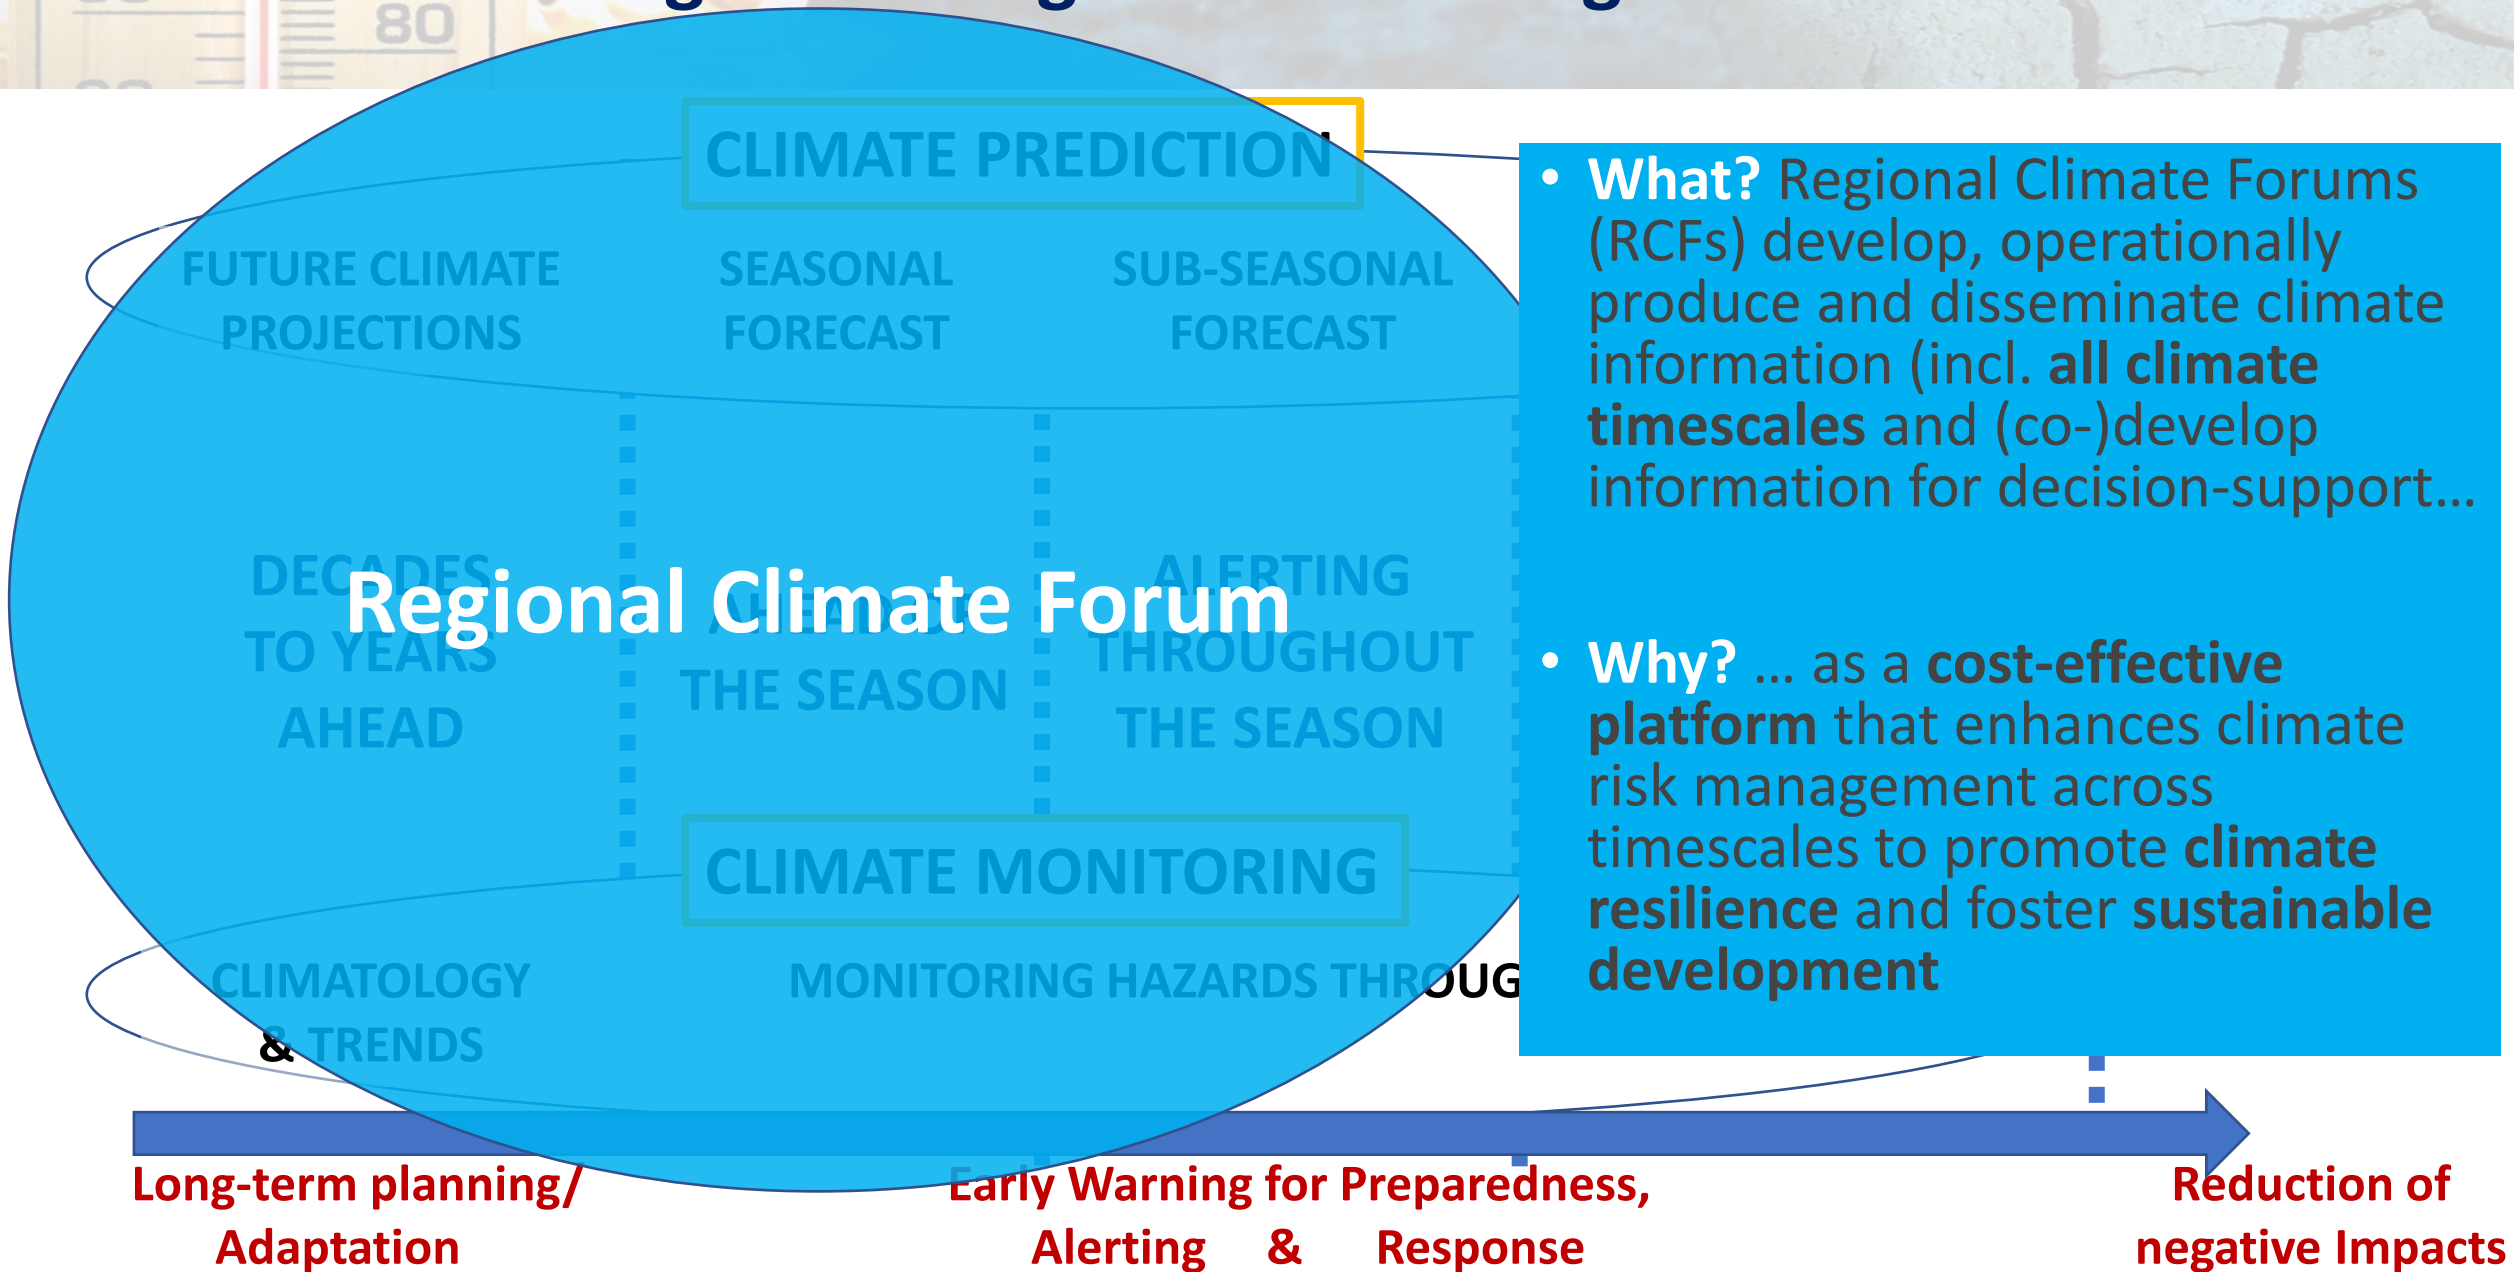 80
CLIMATE PREDICTION
FUTURE CLIMATE
PROJECTIONS
SEASONAL
FORECAST
SUB-SEASONAL
FORECAST
DECADES
TO YEARS
AHEAD
AHEAD OF
THE SEASON
ALERTING
THROUGHOUT
THE SEASON
Regional Climate Forum
CLIMATE MONITORING
CLIMATOLOGY
& TRENDS
MONITORING HAZARDS THROUG
• What? Regional Climate Forums
(RCFs) develop, operationally
produce and disseminate climate
information (incl. all climate
timescales and (co-)develop
information for decision-support…
• Why? … as a cost-effective
platform that enhances climate
risk management across
timescales to promote climate
resilience and foster sustainable
development
Long-term planning/
Adaptation
Early Warning for Preparedness,
Alerting & Response
Reduction of
negative Impacts